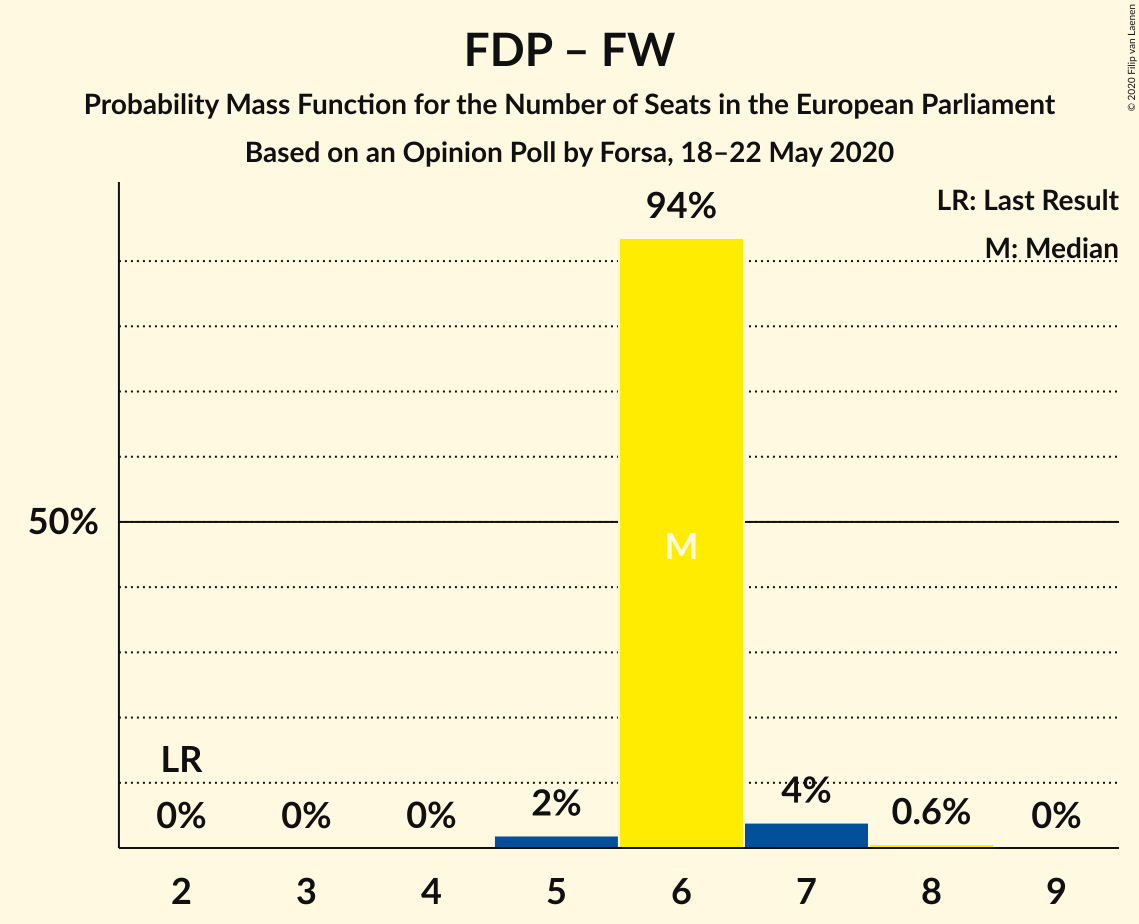 FDP – FW
Probability Mass Function for the Number of Seats in the European Parliament
Based on an Opinion Poll by Forsa, 18–22 May 2020
© 2020 Filip van Laenen
LR: Last Result
M: Median
94%
50%
M
LR
0%
0%
0%
2%
4%
0.6%
0%
2
3
4
5
6
7
8
9